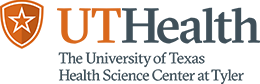 UTHealth
The University of Texas
Health Science Center at Tyler